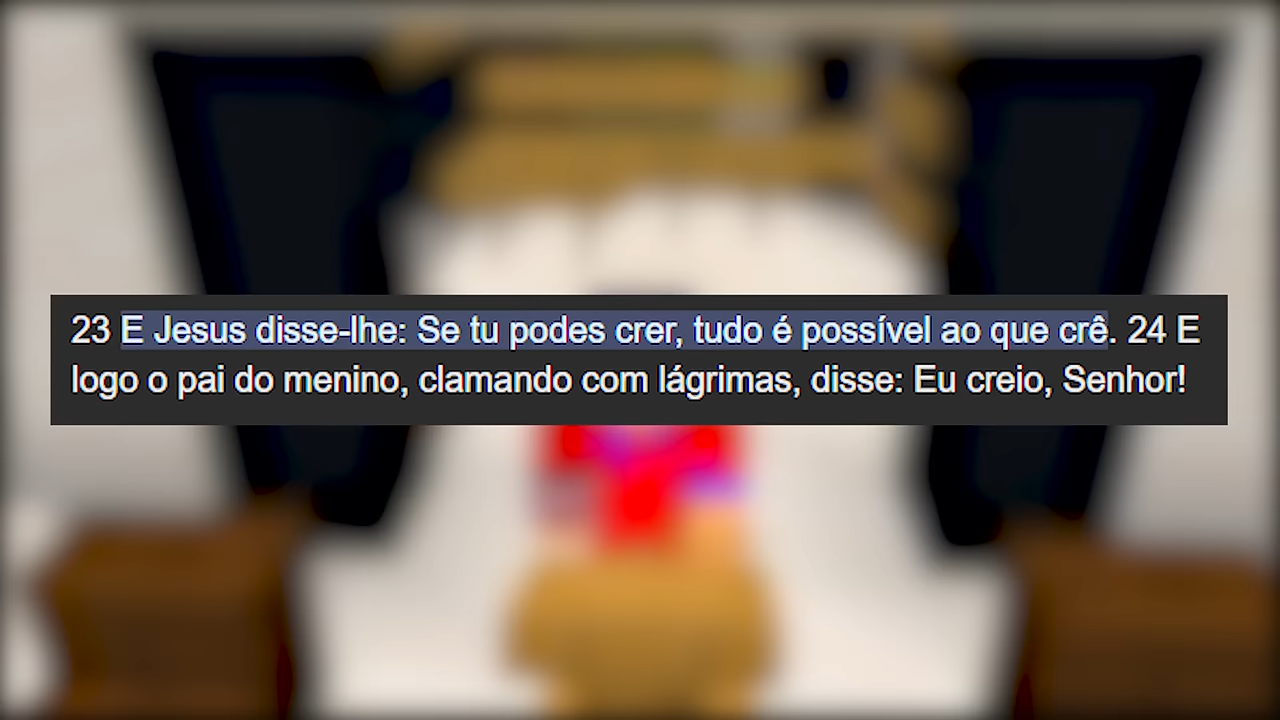 23 E Jesus disse-lhe: Se tu podes crer, tudo é possível ao que crê. 24 E
logo o pai do menino, clamando com lágrimas, disse: Eu creio, Senhor!